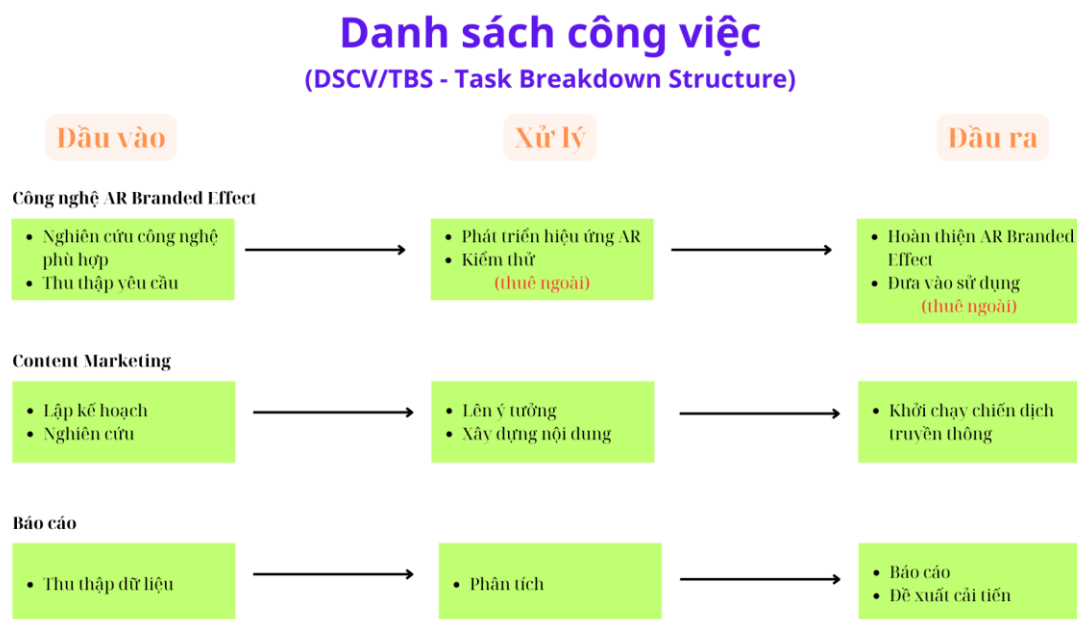 Danh sách công việc
(DSCV/TBS - Task Breakdown Structure)
Đầu vào
Xử lý
Đầu ra
Công nghệ AR Branded Effect
Nghiên cứu công nghệ
phù hợp
Thu thập yêu cầu
Phát triển hiệu ứng AR
Kiểm thử
(thuê ngoài)
Hoàn thiện AR Branded
Effect
Đưa vào sử dụng
(thuê ngoài)
Content Marketing
Lập kế hoạch
Nghiên cứu
Lên ý tưởng
Xây dựng nội dung
Khởi chạy chiến dịch
truyền thông
Báo cáo
Thu thập dữ liệu
Phân tích
Báo cáo
Đề xuất cải tiến